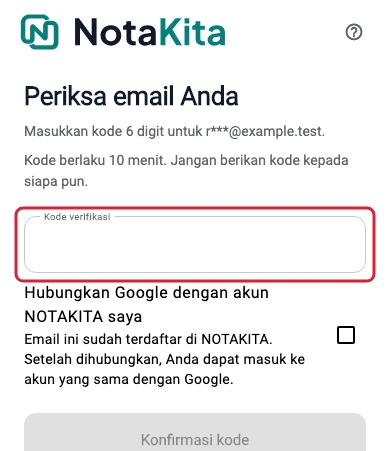 NotaKita
Periksa email Anda
Masukkan kode 6 digit untuk r***@example.test.
Kode berlaku 10 menit. Jangan berikan kode kepada
siapa pun.
Kode verifikasi
Hubungkan Google dengan akun
NOTAKITA saya
Email ini sudah terdaftar di NOTAKITA.
Setelah dihubungkan, Anda dapat masuk ke
akun yang sama dengan Google.
Konfirmasi kode